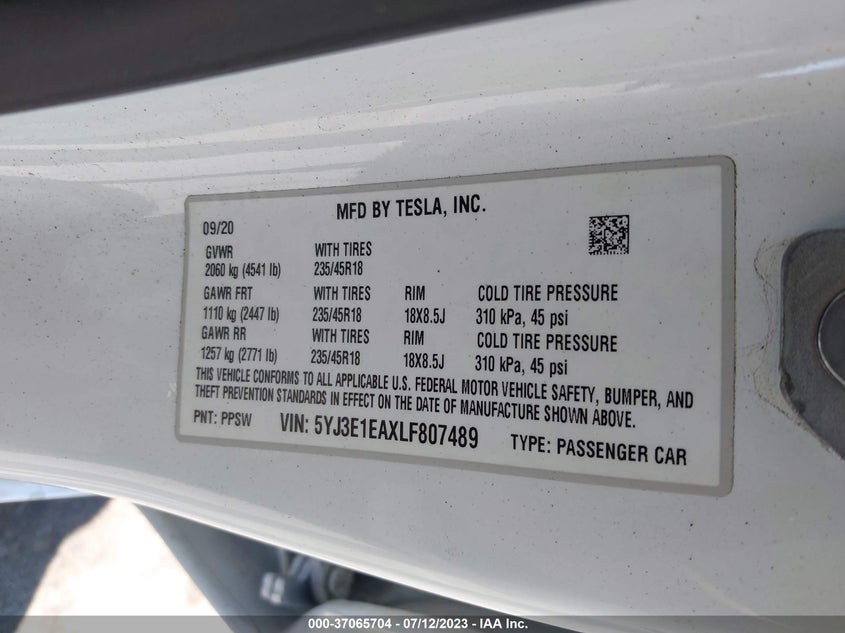 MFD BY TESLA, INC.
09/20
GVWR WITH TIRES
2060 kg (4541 lb) 235/45R18
GAWR FRT WITH TIRES RIM COLD TIRE PRESSURE
1110 kg (2447 lb) 235/45R18 18X8.5J 310 kPa, 45 psi
GAWR RR WITH TIRES RIM COLD TIRE PRESSURE
1257 kg (2771 lb) 235/45R18 18X8.5J 310 kPa, 45 psi
THIS VEHICLE CONFORMS TO ALL APPLICABLE U.S. FEDERAL MOTOR VEHICLE SAFETY, BUMPER, AND
THEFT PREVENTION STANDARDS IN EFFECT ON THE DATE OF MANUFACTURE SHOWN ABOVE.
PNT: PPSW VIN: 5YJ3E1EAXLF807489 TYPE: PASSENGER CAR
000-37065704 - 07/12/2023 - IAA Inc.